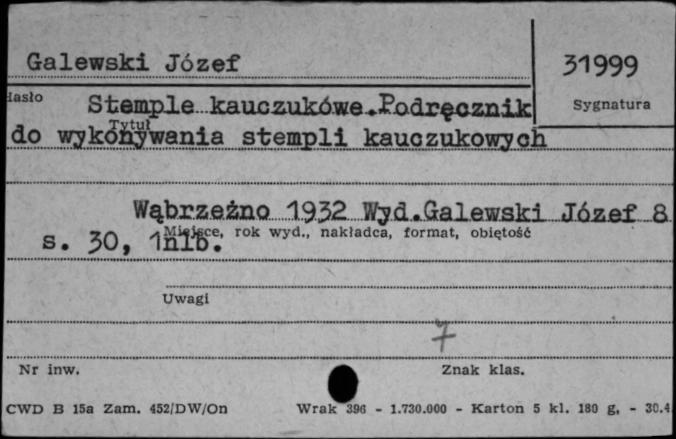 Galewski Józef
31999
Hasło
Sygnatura
Stemple kauczukówe.Podręcznik
Tytuł
do wykonywania stempli kauczukowych
Wąbrzeźno 1932 Wyd.Galewski Józef 8
Miejsce, rok wyd., nakładca, format, obiętość
s. 30, 1nlb.
Uwagi
7
Nr inw.
Znak klas.
CWD B 15a Zam. 452/DW/On
Wrak 396 - 1.730.000 - Karton 5 kl. 180 g, - 30.4